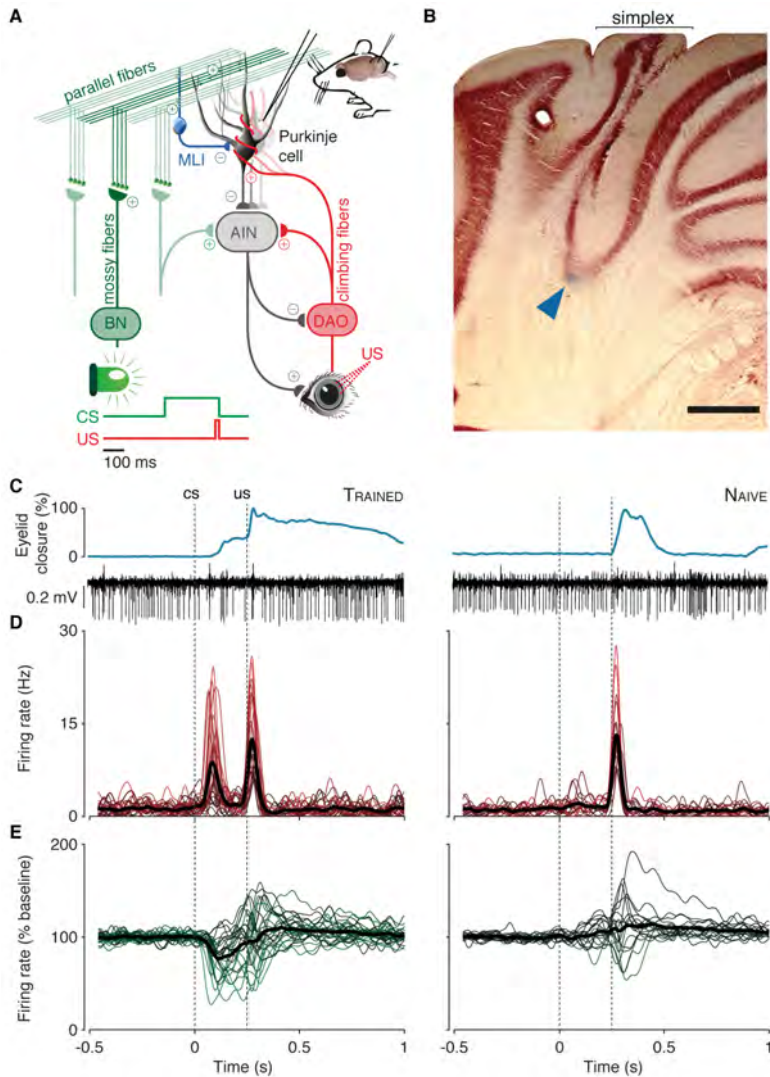 A
parallel fibers
+
+
MLI
−
Purkinje
cell
+
−
+
mossy fibers
AIN
+
+
climbing fibers
BN
−
DAO
US
+
CS
US
100 ms
B
simplex
C
Eyelid
closure (%)
100
0
CS
US
TRAINED
NAIVE
0.2 mV
D
Firing rate (Hz)
30
15
0
E
Firing rate (% baseline)
200
100
0
-0.5
0
0.5
1
Time (s)
-0.5
0
0.5
1
Time (s)